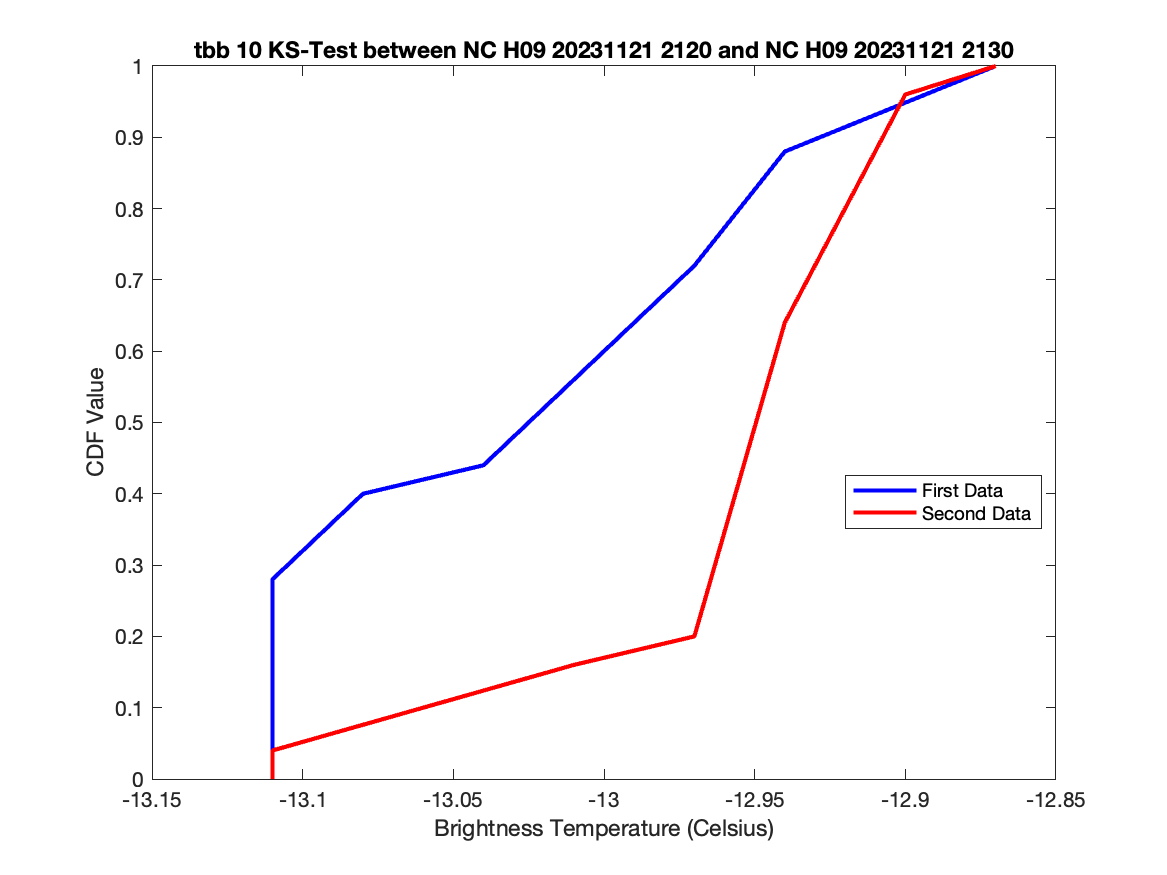 tbb 10 KS-Test between NC H09 20231121 2120 and NC H09 20231121 2130
1
0.9
0.8
0.7
0.6
0.5
0.4
0.3
0.2
0.1
0
CDF Value
First Data
Second Data
-13.15 -13.1 -13.05 -13 -12.95 -12.9 -12.85
Brightness Temperature (Celsius)